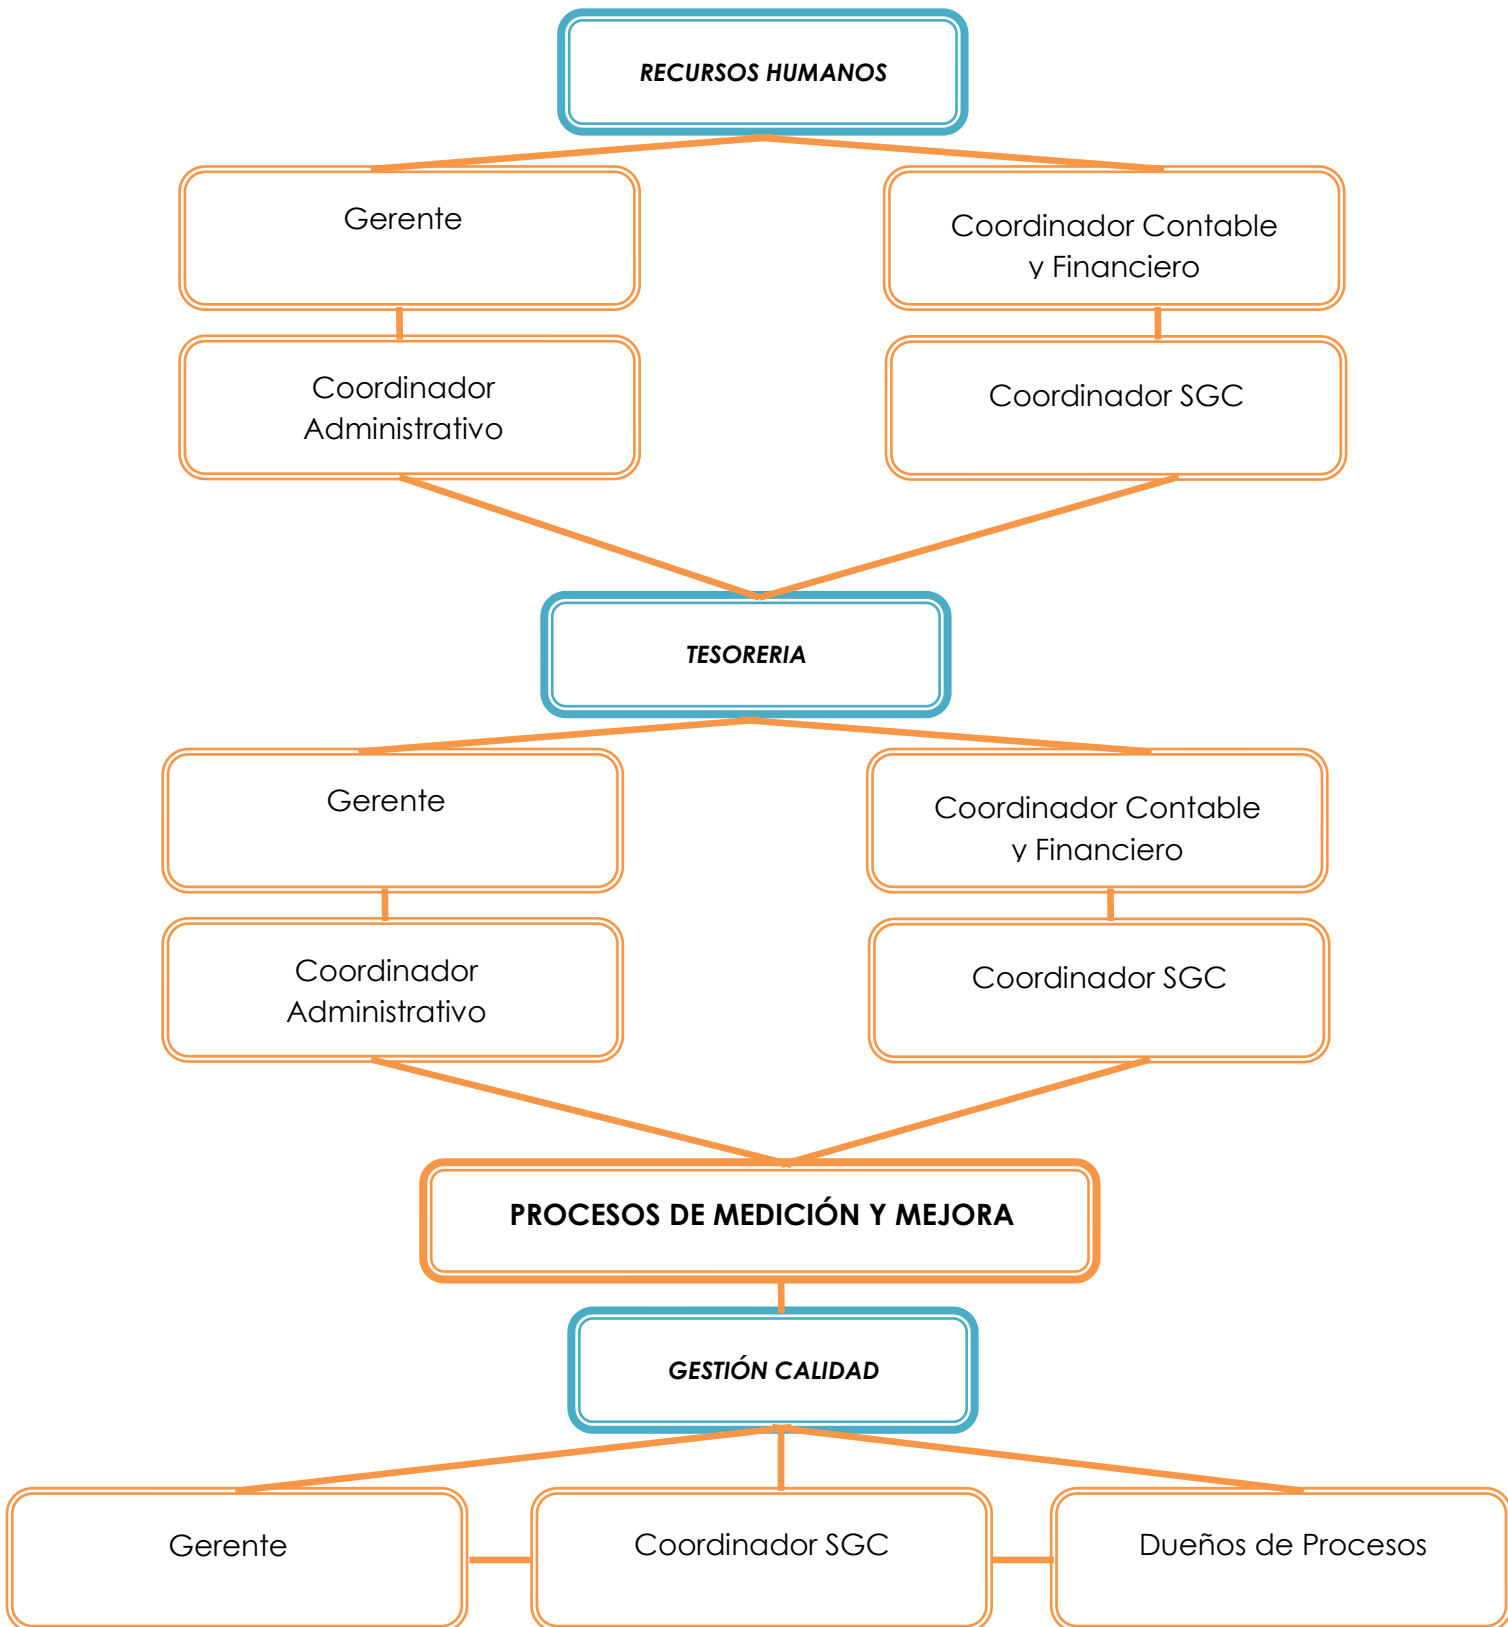 RECURSOS HUMANOS
Gerente
Coordinador Contable
y Financiero
Coordinador
Administrativo
Coordinador SGC
TESORERIA
Gerente
Coordinador Contable
y Financiero
Coordinador
Administrativo
Coordinador SGC
PROCESOS DE MEDICIÓN Y MEJORA
GESTIÓN CALIDAD
Gerente
Coordinador SGC
Dueños de Procesos